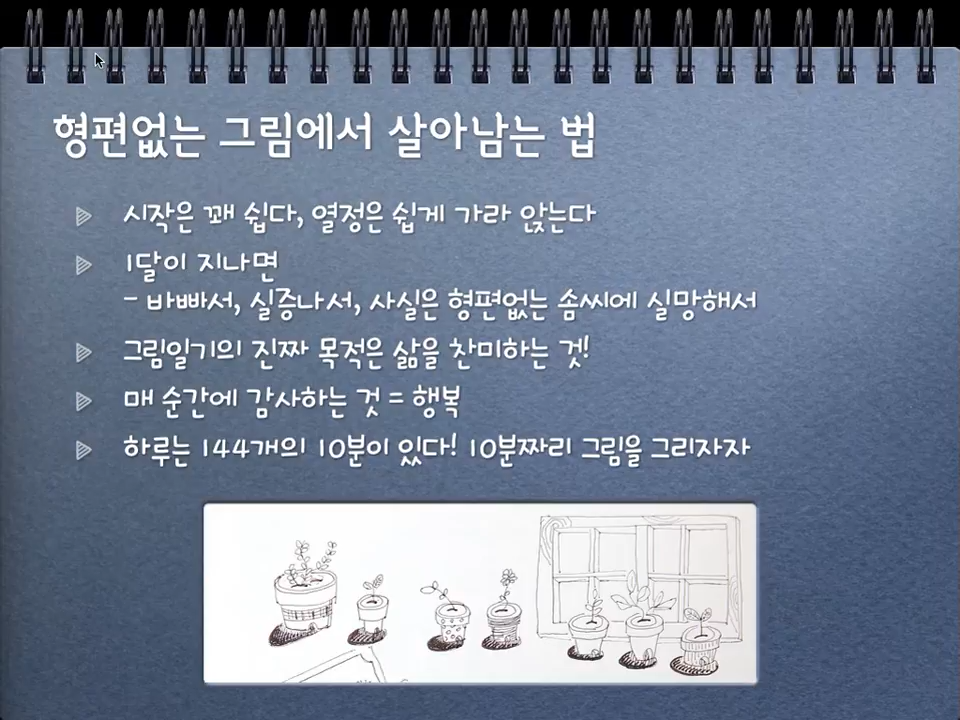 형편없는 그림에서 살아남는 법
시작은 꽤 쉽다, 열정은 쉽게 가라 앉는다
1달이 지나면
- 바빠서, 실증나서, 사실은 형편없는 솜씨에 실망해서
그림일기의 진짜 목적은 삶을 찬미하는 것!
매 순간에 감사하는 것 = 행복
하루는 144개의 10분이 있다! 10분짜리 그림을 그리자자